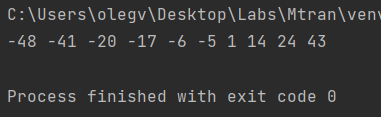 C:\Users\olegv\Desktop\Labs\Mtran\ven
-48 -41 -20 -17 -6 -5 1 14 24 43
Process finished with exit code 0